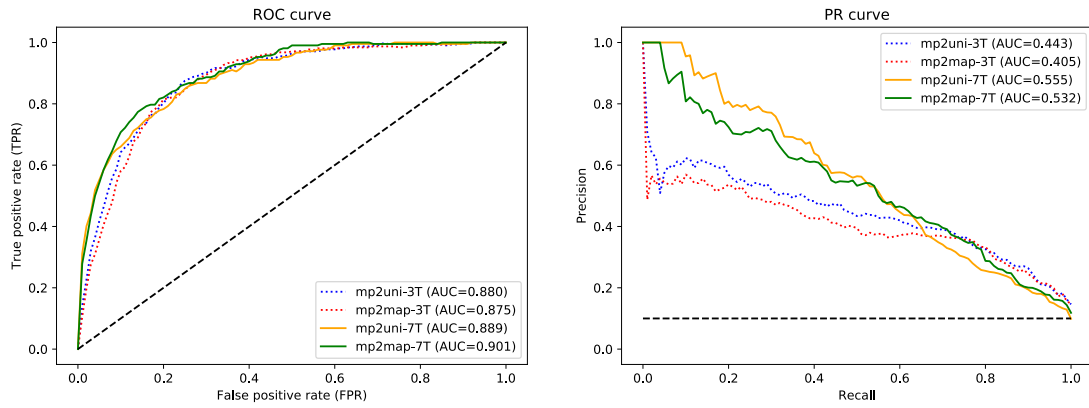 ROC curve
True positive rate (TPR)
1.0
0.8
0.6
0.4
0.2
0.0
mp2uni-3T (AUC=0.880)
mp2map-3T (AUC=0.875)
mp2uni-7T (AUC=0.889)
mp2map-7T (AUC=0.901)
0.0 0.2 0.4 0.6 0.8 1.0
False positive rate (FPR)
PR curve
Precision
1.0
0.8
0.6
0.4
0.2
0.0
mp2uni-3T (AUC=0.443)
mp2map-3T (AUC=0.405)
mp2uni-7T (AUC=0.555)
mp2map-7T (AUC=0.532)
0.0 0.2 0.4 0.6 0.8 1.0
Recall